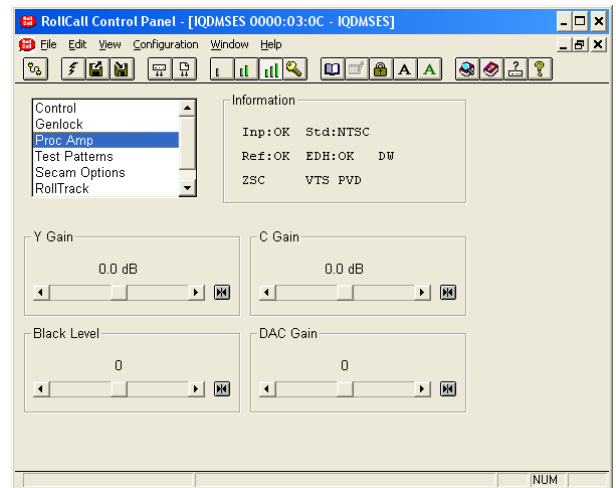 RollCall Control Panel - [IQDMSES 0000:03:0C - IQDMSES]
File Edit View Configuration Window Help
A A
Control
Genlock
Proc Amp
Test Patterns
Secam Options
RollTrack
Information
Inp:OK Std:NTSC
Ref:OK EDH:OK DW
ZSC VTS PVD
Y Gain
0.0 dB
C Gain
0.0 dB
Black Level
0
DAC Gain
0
NUM